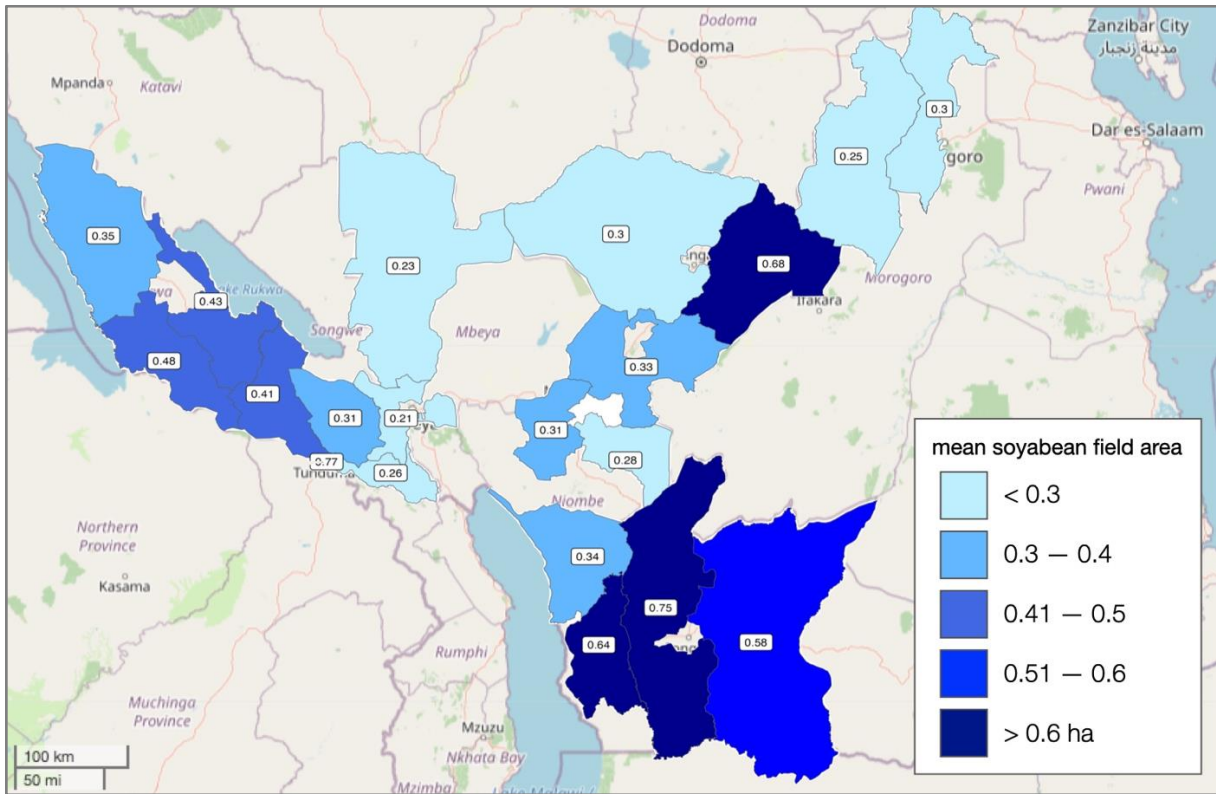 Dodoma
Zanzibar City
مدينة زنجبار
Dodoma
Mpanda
Katavi
0.3
Dar es-Salaam
0.25
goro
Pwani
0.35
0.3
0.23
0.68
Morogoro
Ifakara
0.43
Songwe
Mbeya
0.33
0.48
0.41
0.31
0.21
0.31
0.28
0.77
Tunduma
0.26
Northern
Province
Kasama
0.34
0.75
0.64
0.58
Rumphi
Muchinga
Province
Mzuzu
Nkhata Bay
Mzimba
100 km
50 mi
mean soyabean field area
< 0.3
0.3 – 0.4
0.41 – 0.5
0.51 – 0.6
> 0.6 ha